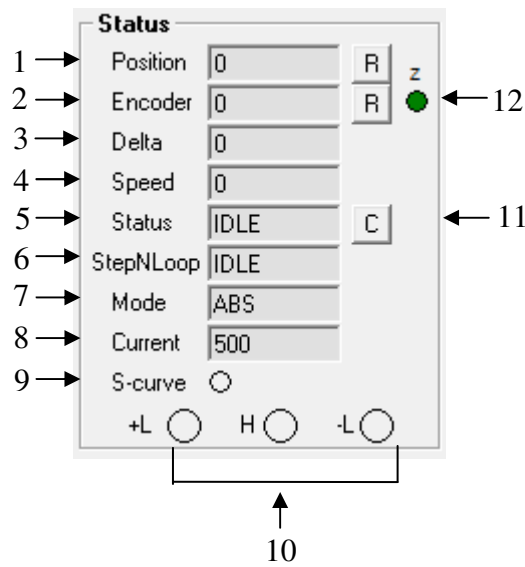 Status
1 Position 0 R z
2 Encoder 0 R 12
3 Delta 0
4 Speed 0
5 Status IDLE C 11
6 StepNLoop IDLE
7 Mode ABS
8 Current 500
9 S-curve
+L H -L
10